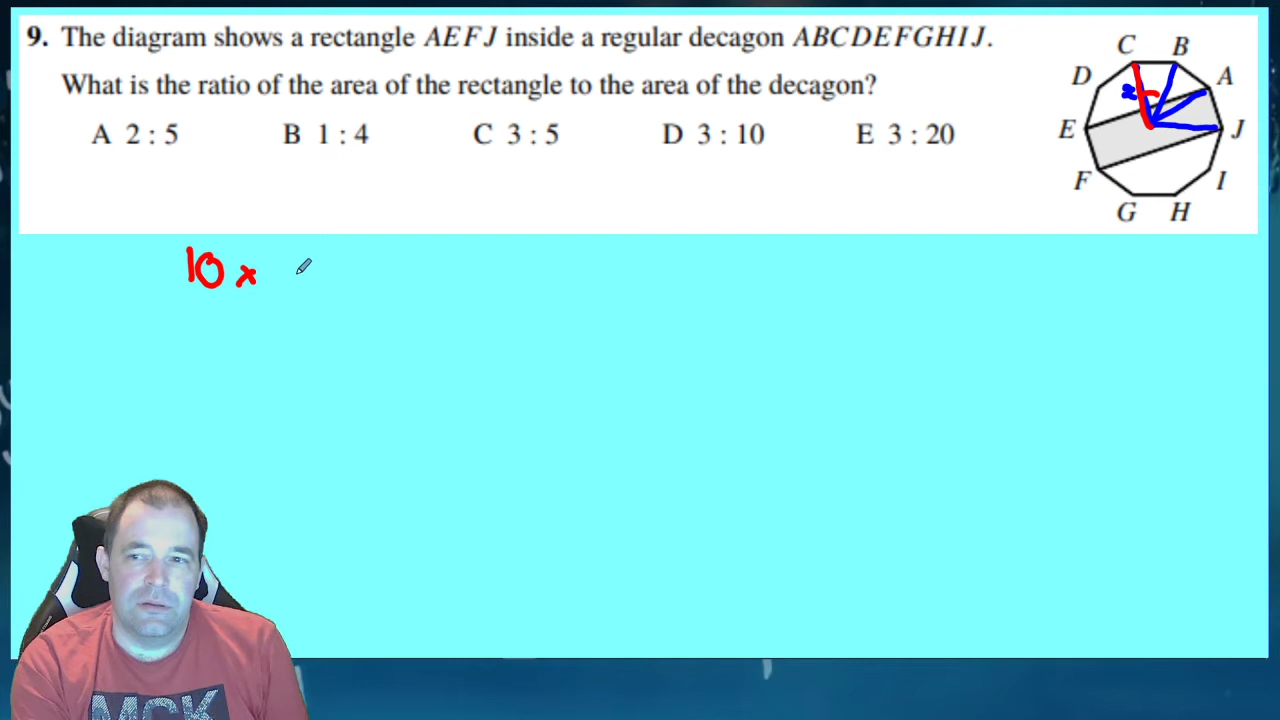 9. The diagram shows a rectangle AEFJ inside a regular decagon ABCDEFGHIJ.
What is the ratio of the area of the rectangle to the area of the decagon?
A 2 : 5 B 1 : 4 C 3 : 5 D 3 : 10 E 3 : 20
C B
D A
x
E J
F I
G H
10 x
MCK